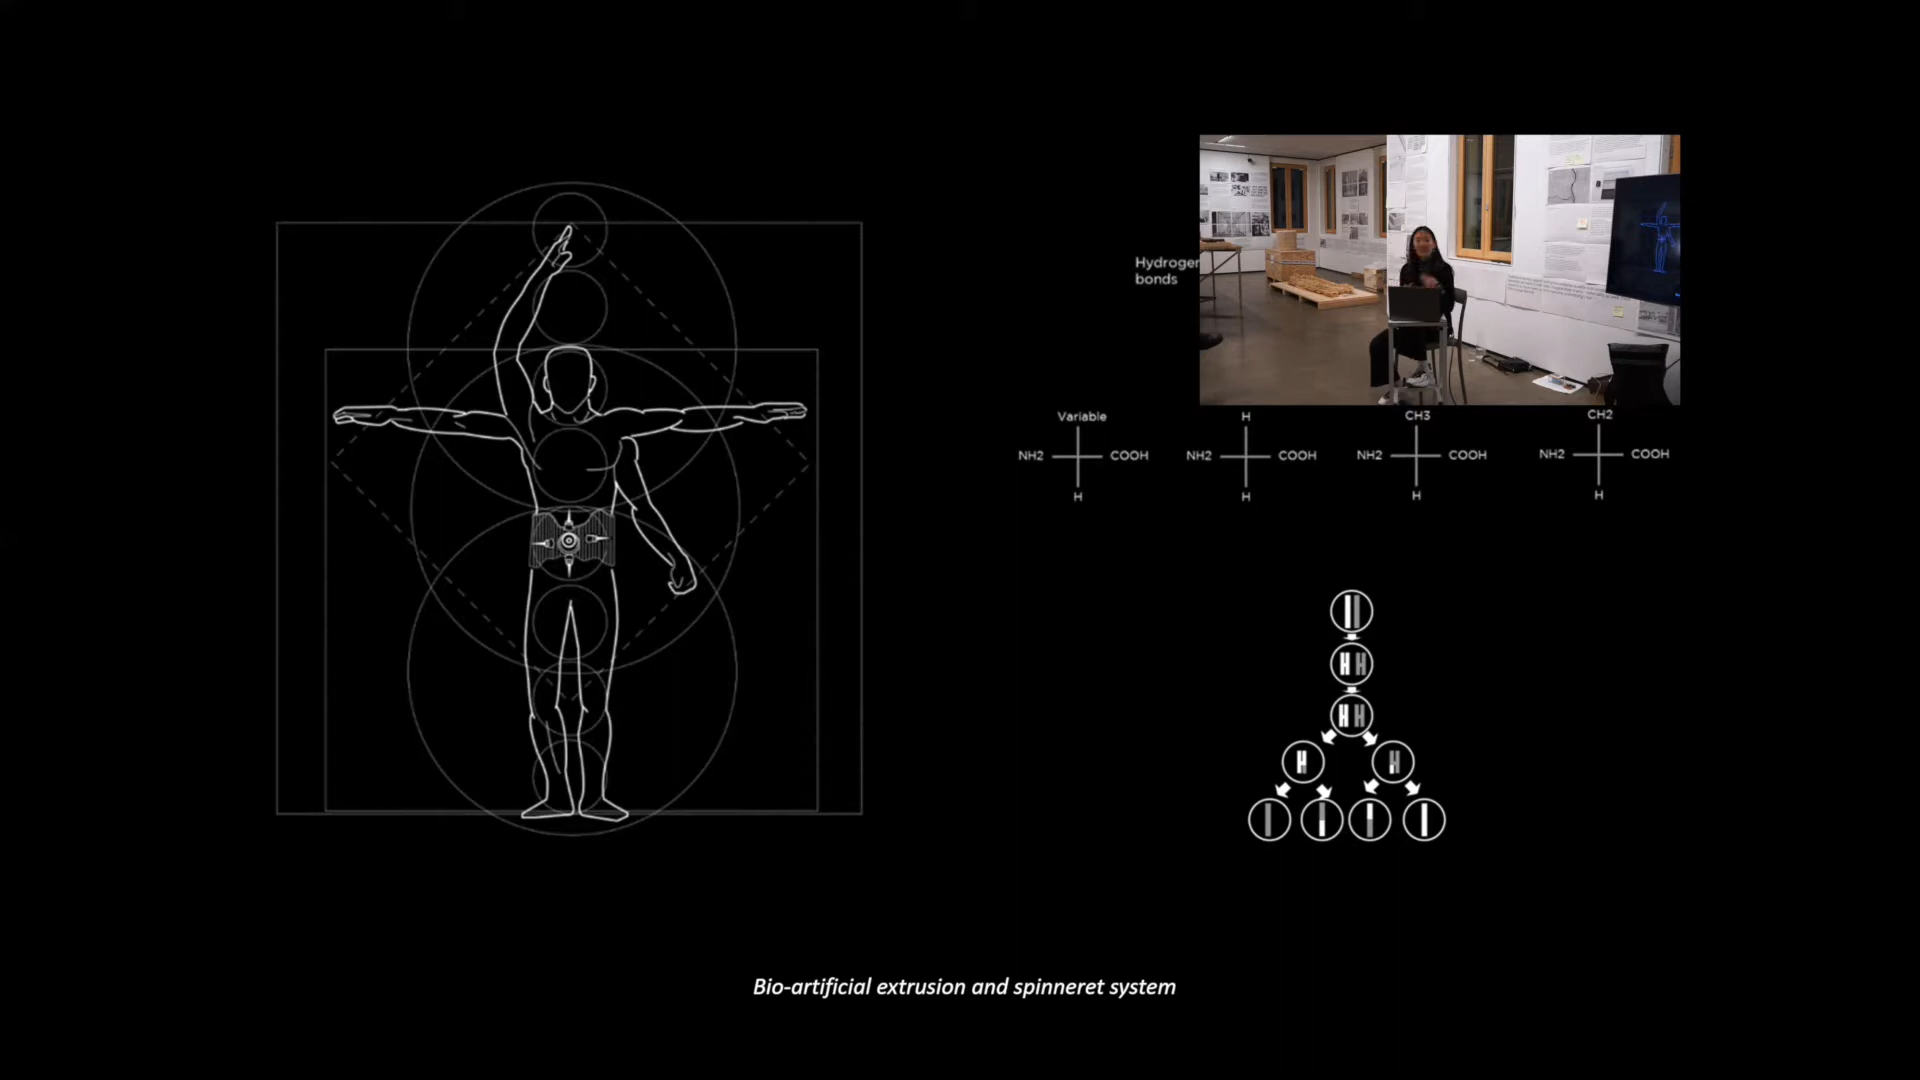 Hydrogen
bonds
Variable
NH2 COOH
H
H
NH2 COOH
H
CH3
NH2 COOH
H
CH2
NH2 COOH
H
Bio-artificial extrusion and spinneret system